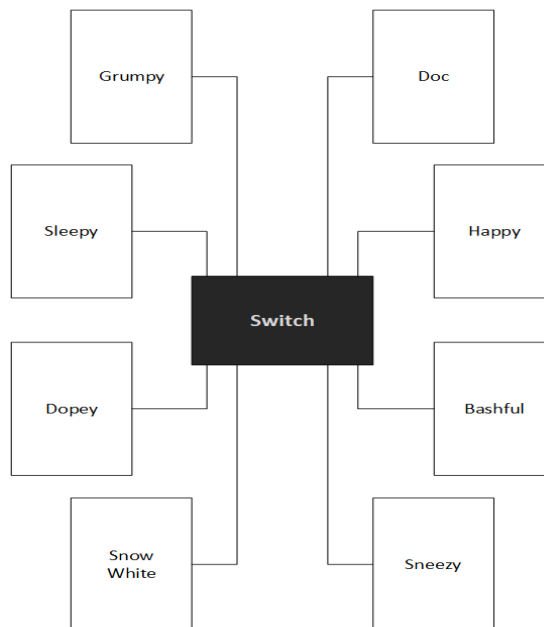 Grumpy
Doc
Sleepy
Happy
Switch
Dopey
Bashful
Snow
White
Sneezy